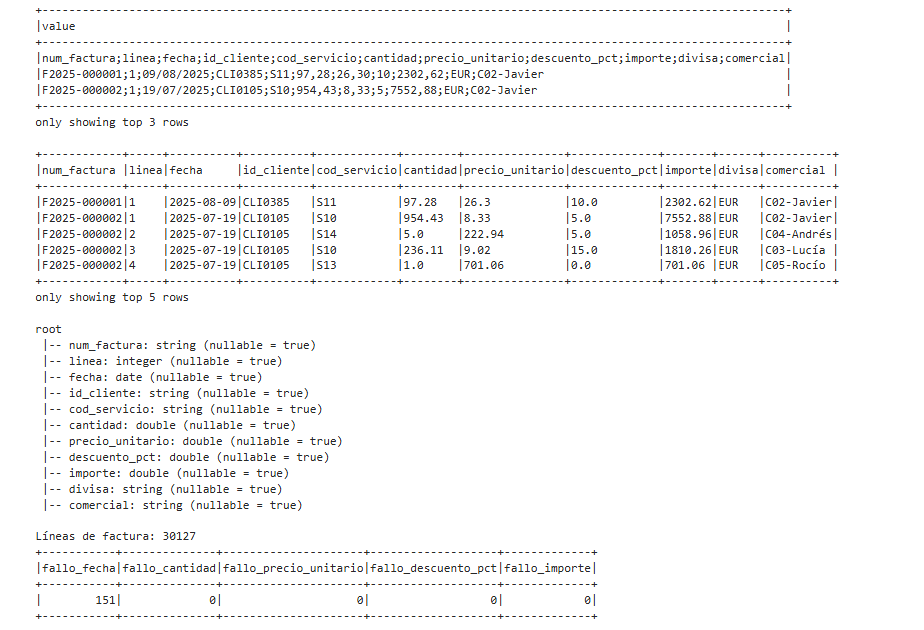 +--------------------------------------------------------------------------------------------------------------+
|value                                                                                                         |
+--------------------------------------------------------------------------------------------------------------+
|num_factura;linea;fecha;id_cliente;cod_servicio;cantidad;precio_unitario;descuento_pct;importe;divisa;comercial|
|F2025-000001;1;09/08/2025;CLI0385;S11;97,28;26,30;10;2302,62;EUR;C02-Javier                                   |
|F2025-000002;1;19/07/2025;CLI0105;S10;954,43;8,33;5;7552,88;EUR;C02-Javier                                    |
+--------------------------------------------------------------------------------------------------------------+
only showing top 3 rows
+------------+-----+----------+----------+------------+--------+---------------+-------------+-------+------+----------+
|num_factura |linea|fecha     |id_cliente|cod_servicio|cantidad|precio_unitario|descuento_pct|importe|divisa|comercial |
+------------+-----+----------+----------+------------+--------+---------------+-------------+-------+------+----------+
|F2025-000001|1    |2025-08-09|CLI0385   |S11         |97.28   |26.3           |10.0         |2302.62|EUR   |C02-Javier|
|F2025-000002|1    |2025-07-19|CLI0105   |S10         |954.43  |8.33           |5.0          |7552.88|EUR   |C02-Javier|
|F2025-000002|2    |2025-07-19|CLI0105   |S14         |5.0     |222.94         |5.0          |1058.96|EUR   |C04-Andrés|
|F2025-000002|3    |2025-07-19|CLI0105   |S10         |236.11  |9.02           |15.0         |1810.26|EUR   |C03-Lucía |
|F2025-000002|4    |2025-07-19|CLI0105   |S13         |1.0     |701.06         |0.0          |701.06 |EUR   |C05-Rocío |
+------------+-----+----------+----------+------------+--------+---------------+-------------+-------+------+----------+
only showing top 5 rows
root
 |-- num_factura: string (nullable = true)
 |-- linea: integer (nullable = true)
 |-- fecha: date (nullable = true)
 |-- id_cliente: string (nullable = true)
 |-- cod_servicio: string (nullable = true)
 |-- cantidad: double (nullable = true)
 |-- precio_unitario: double (nullable = true)
 |-- descuento_pct: double (nullable = true)
 |-- importe: double (nullable = true)
 |-- divisa: string (nullable = true)
 |-- comercial: string (nullable = true)
Líneas de factura: 30127
+-----------+--------------+---------------------+-------------------+-------------+
|fallo_fecha|fallo_cantidad|fallo_precio_unitario|fallo_descuento_pct|fallo_importe|
+-----------+--------------+---------------------+-------------------+-------------+
|        151|             0|                    0|                  0|            0|
+-----------+--------------+---------------------+-------------------+-------------+